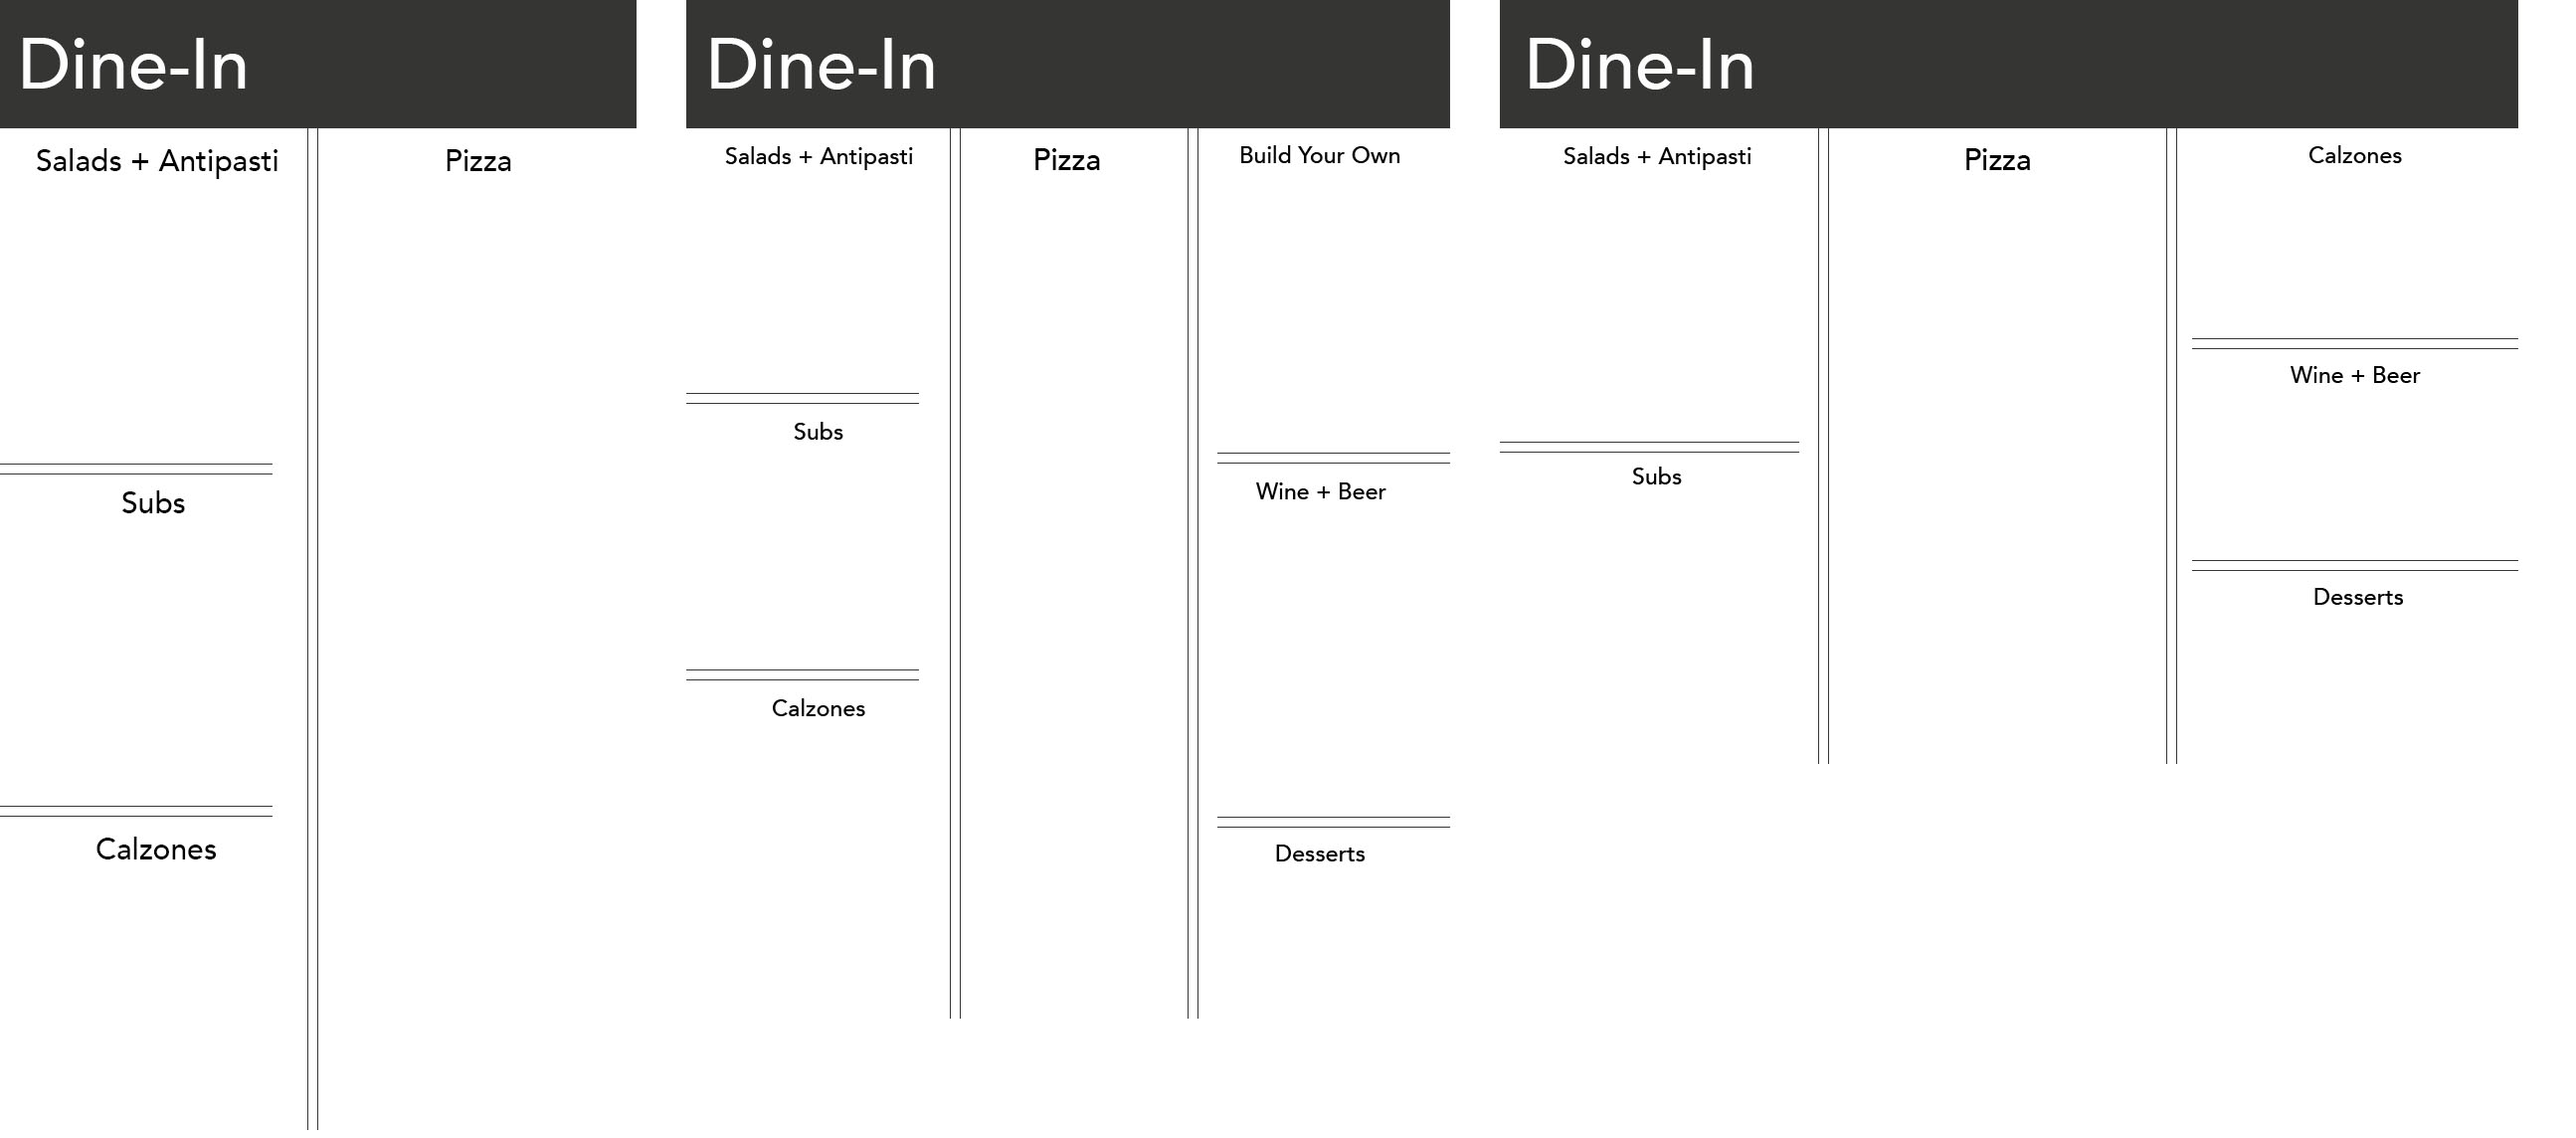 Dine-In
Salads + Antipasti
Subs
Calzones
Pizza
Dine-In
Salads + Antipasti
Subs
Calzones
Pizza
Build Your Own
Wine + Beer
Desserts
Dine-In
Salads + Antipasti
Subs
Pizza
Calzones
Wine + Beer
Desserts